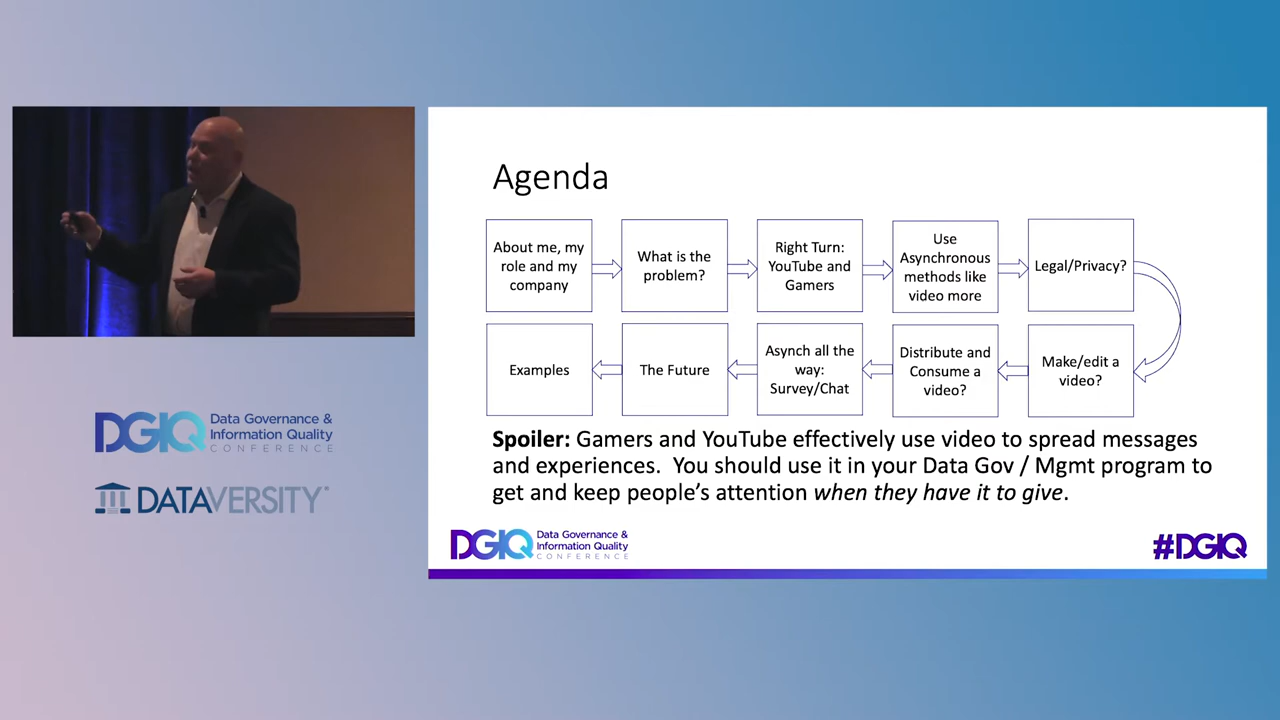 Agenda
About me, my
role and my
company
What is the
problem?
Right Turn:
YouTube and
Gamers
Use
Asynchronous
methods like
video more
Legal/Privacy?
Make/edit a
video?
Distribute and
Consume a
video?
Asynch all the
way:
Survey/Chat
The Future
Examples
Spoiler: Gamers and YouTube effectively use video to spread messages
and experiences.  You should use it in your Data Gov / Mgmt program to
get and keep people’s attention when they have it to give.
DGIQ Data Governance &
Information Quality
CONFERENCE
#DGIQ
DGIQ Data Governance &
Information Quality
CONFERENCE
DATAVERSITY